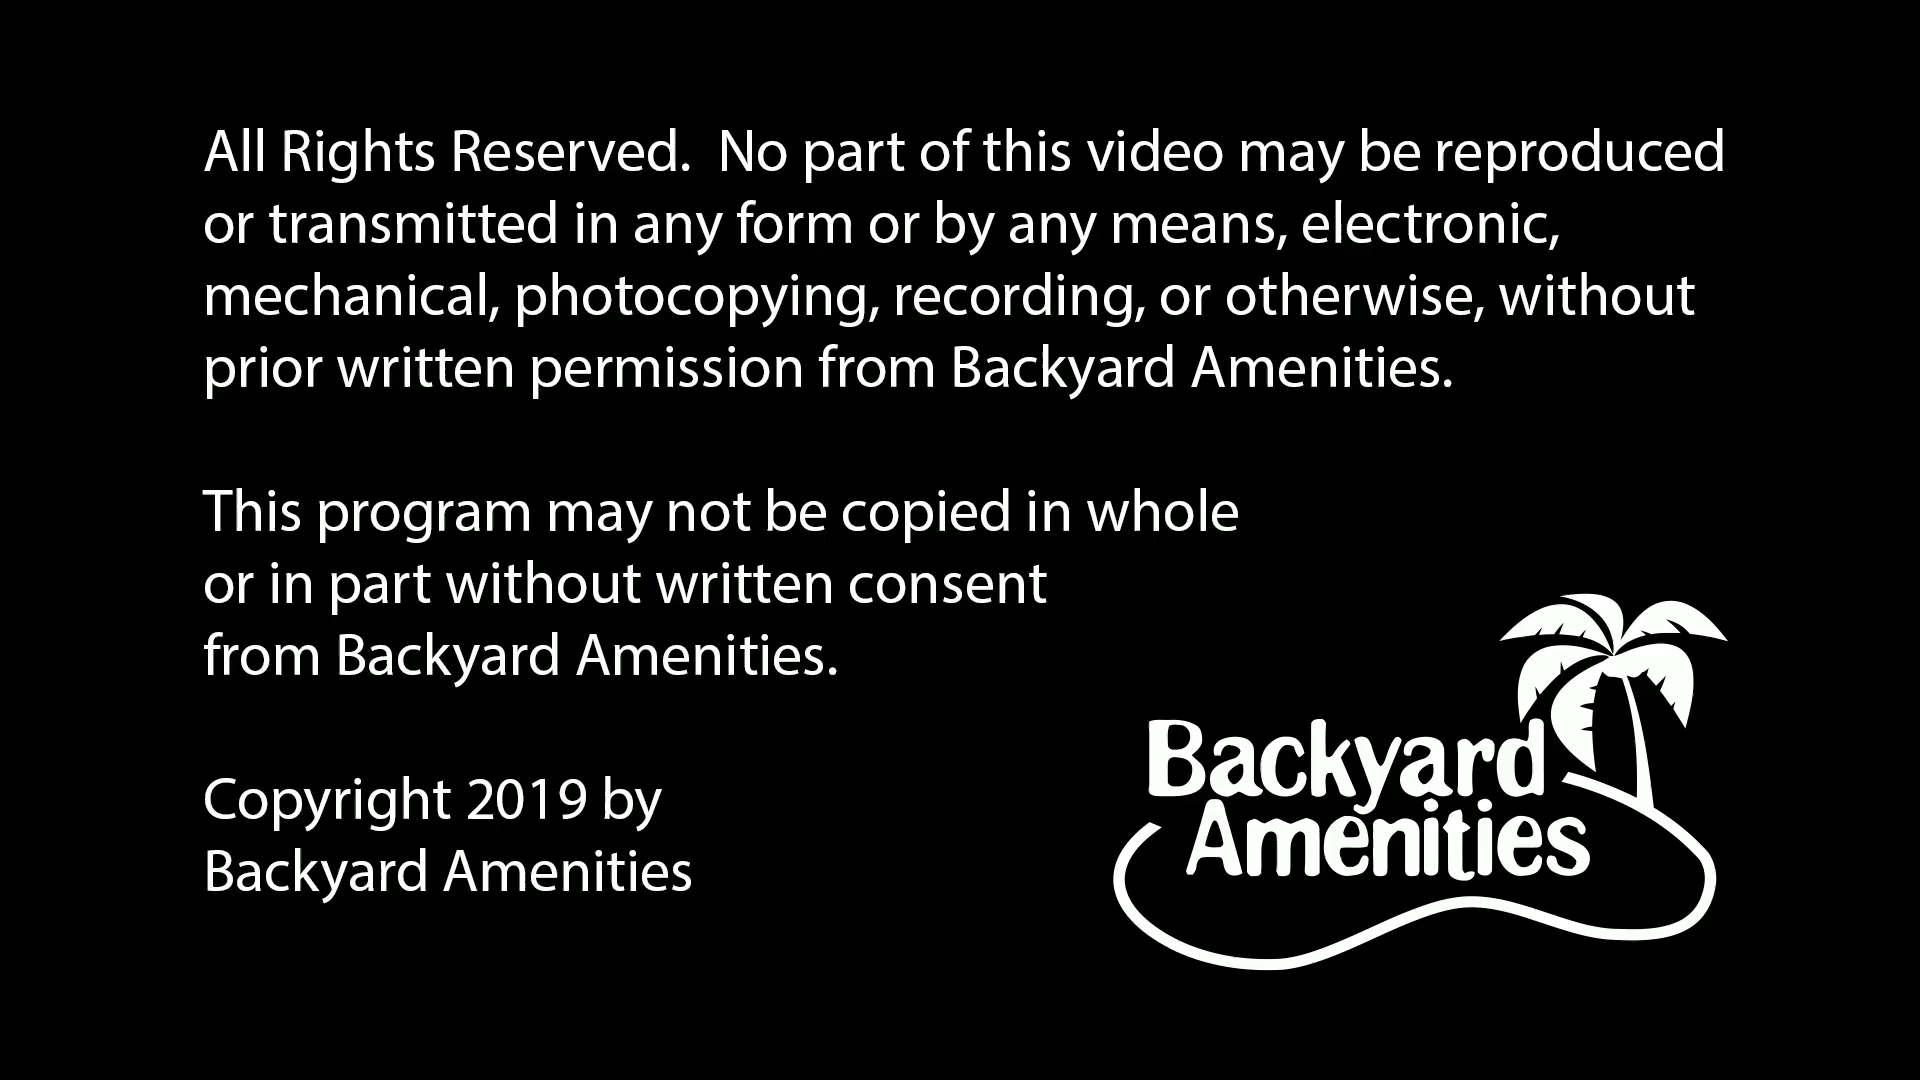 All Rights Reserved.  No part of this video may be reproduced
or transmitted in any form or by any means, electronic,
mechanical, photocopying, recording, or otherwise, without
prior written permission from Backyard Amenities.
This program may not be copied in whole
or in part without written consent
from Backyard Amenities.
Copyright 2019 by
Backyard Amenities
Backyard
Amenities